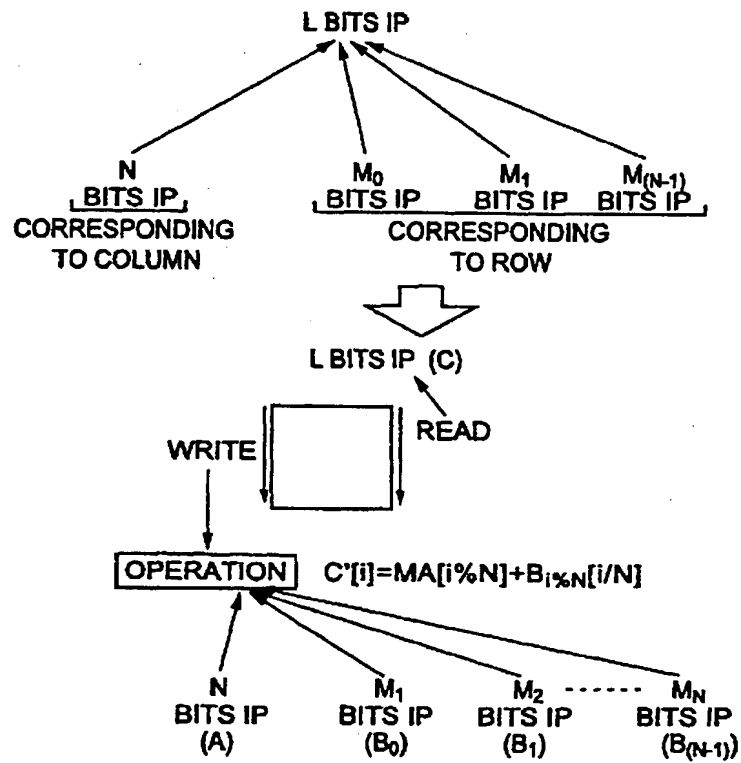 L BITS IP
N M₀ M₁ M₍N-1₎
BITS IP BITS IP BITS IP BITS IP
CORRESPONDING TO COLUMN
CORRESPONDING TO ROW
L BITS IP (C)
READ
WRITE
OPERATION C'[i]=MA[i%N]+Bi%N[i/N]
N M₁ M₂ ------ MN
BITS IP BITS IP BITS IP BITS IP
(A) (B₀) (B₁) (B(N-1))